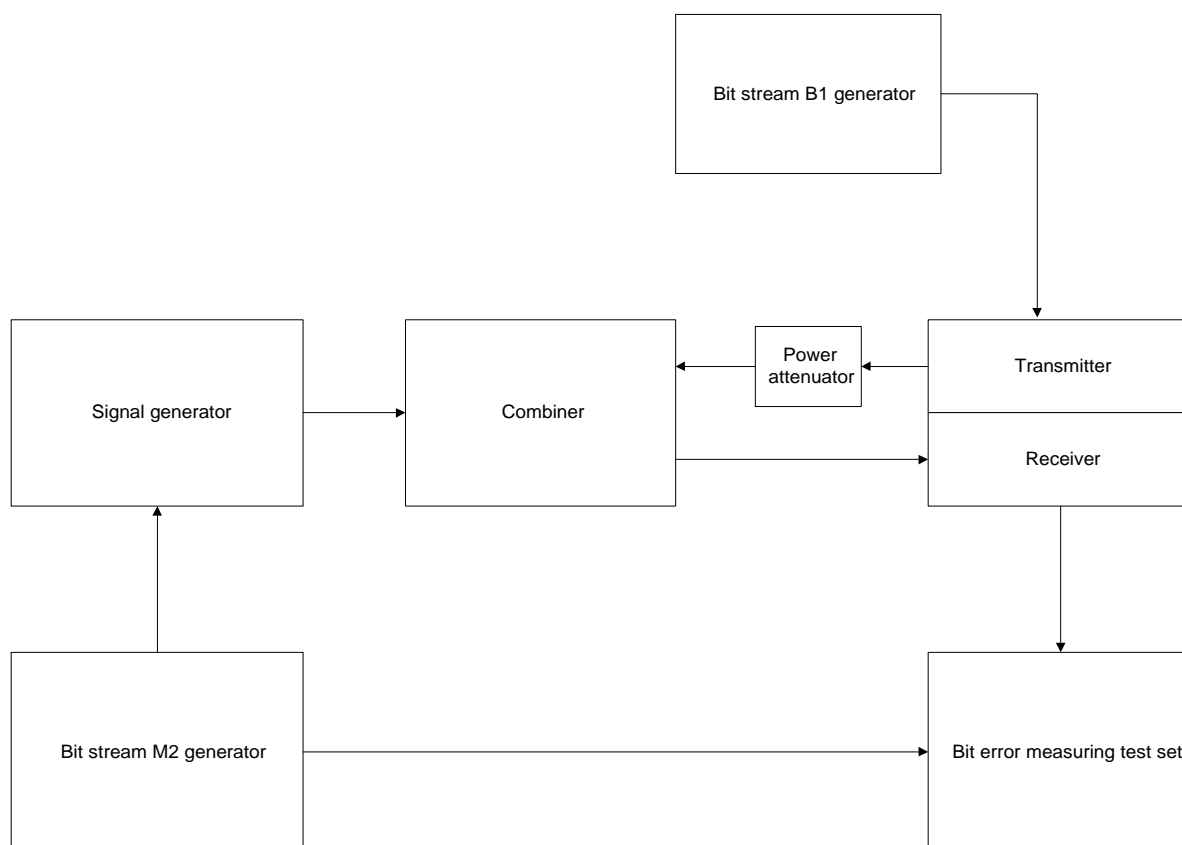 Bit stream B1 generator
Signal generator
Combiner
Power
attenuator
Transmitter
Receiver
Bit stream M2 generator
Bit error measuring test set